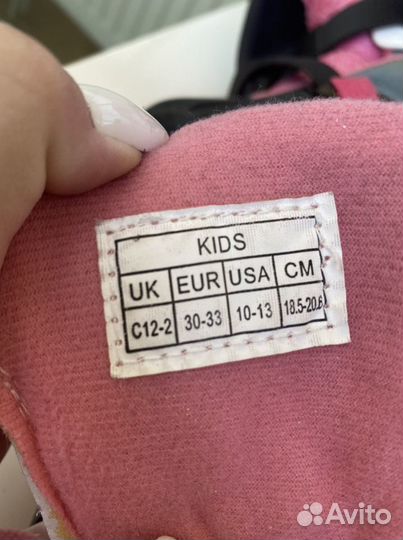 KIDS
UK EUR USA CM
C12-2 30-33 10-13 18.5-20.6
Avito